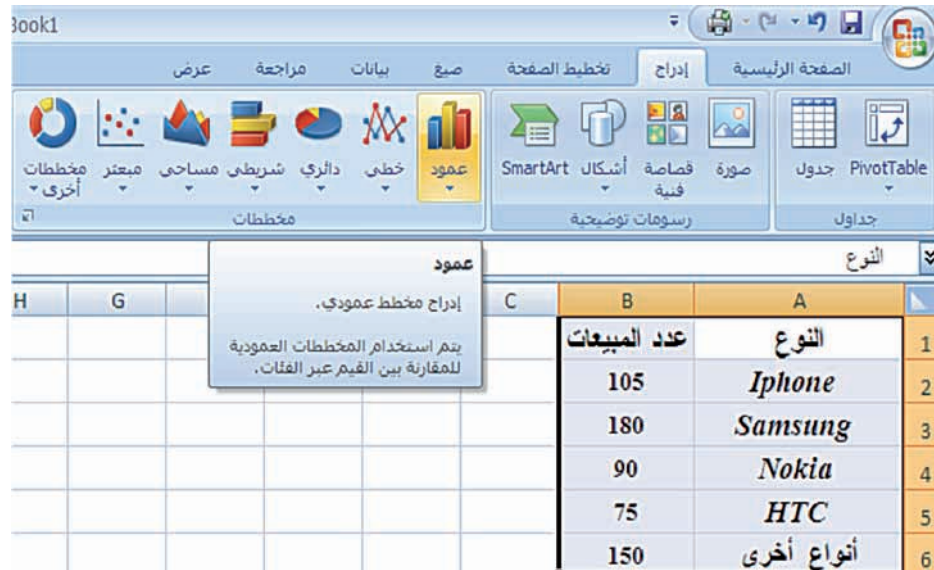 Book1
الصفحة الرئيسية إدراج تخطيط الصفحة صيغ بيانات مراجعة عرض
PivotTable جدول صورة قصاصة فنية أشكال SmartArt عمود خطي دائري شريطي مساحي مبعثر مخططات أخرى
جداول رسومات توضيحية مخططات
النوع
عمود
إدراج مخطط عمودي.
يتم استخدام المخططات العمودية
للمقارنة بين القيم عبر الفئات.
A B C G H
1 النوع عدد المبيعات
2 Iphone 105
3 Samsung 180
4 Nokia 90
5 HTC 75
6 أنواع أخرى 150